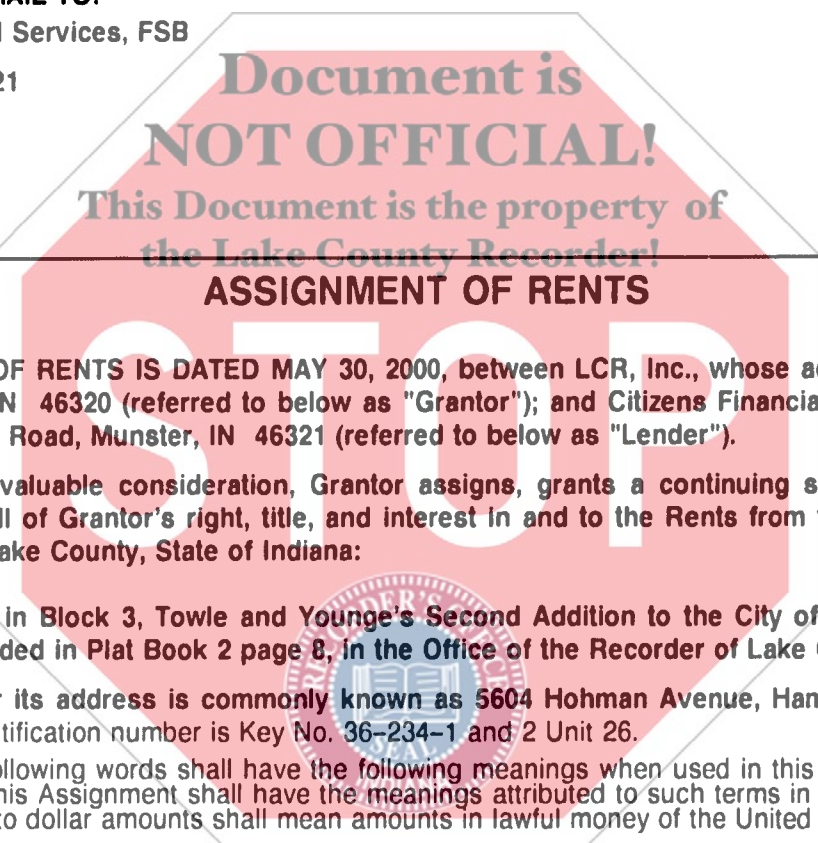 MAIL TO:
l Services, FSB
21
Document is
NOT OFFICIAL!
This Document is the property of
the Lake County Recorder!
ASSIGNMENT OF RENTS
STOP
OF RENTS IS DATED MAY 30, 2000, between LCR, Inc., whose a
N 46320 (referred to below as "Grantor"); and Citizens Financia
Road, Munster, IN 46321 (referred to below as "Lender").
valuable consideration, Grantor assigns, grants a continuing s
ll of Grantor's right, title, and interest in and to the Rents from
ake County, State of Indiana:
in Block 3, Towle and Younge's Second Addition to the City of
ded in Plat Book 2 page 8, in the Office of the Recorder of Lake
r its address is commonly known as 5604 Hohman Avenue, Ham
tification number is Key No. 36-234-1 and 2 Unit 26.
ollowing words shall have the following meanings when used in this
his Assignment shall have the meanings attributed to such terms in
to dollar amounts shall mean amounts in lawful money of the United
RECORDER'S OFFICE
SEAL